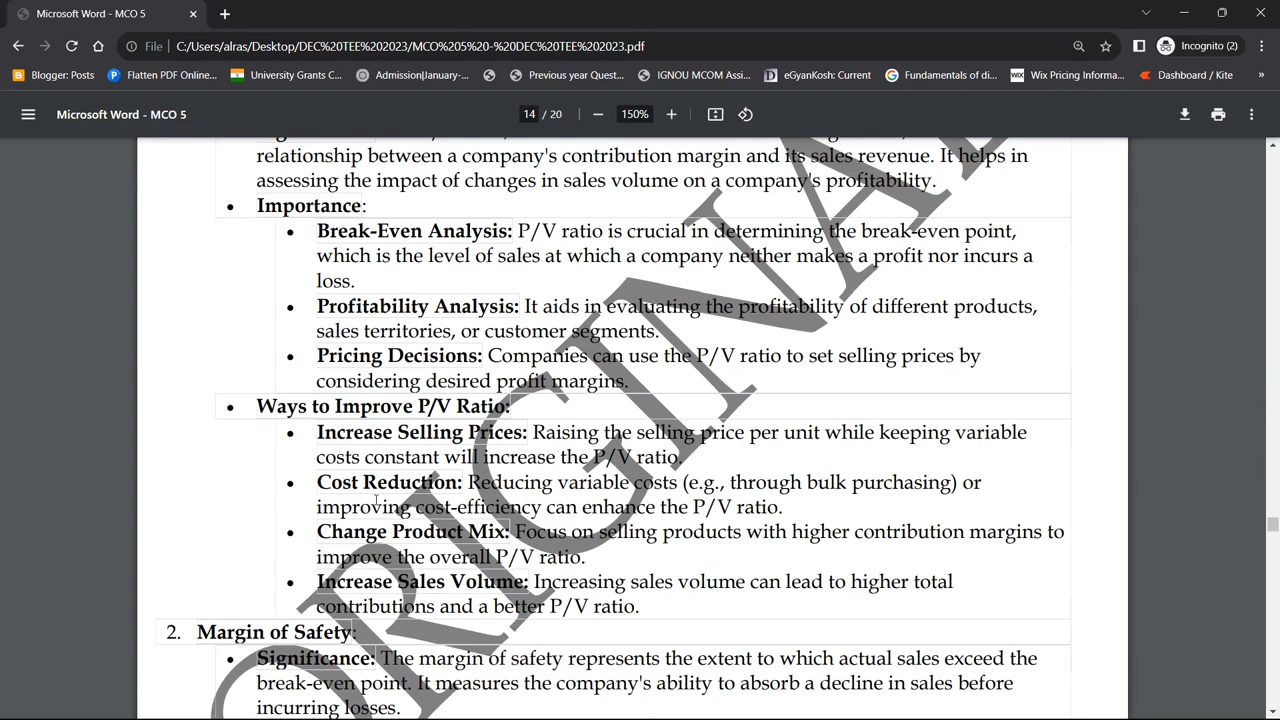 Microsoft Word - MCO 5
File C:/Users/alras/Desktop/DEC%20TEE%202023/MCO%205%20-%20DEC%20TEE%202023.pdf Incognito (2)
Blogger: Posts Flatten PDF Online... University Grants C... Admission|January-... Previous year Quest... IGNOU MCOM Assi... eGyanKosh: Current Fundamentals of di... WIX Wix Pricing Informa... Dashboard / Kite »
Microsoft Word - MCO 5 14 / 20 150%
relationship between a company's contribution margin and its sales revenue. It helps in
assessing the impact of changes in sales volume on a company's profitability.
• Importance:
• Break-Even Analysis: P/V ratio is crucial in determining the break-even point,
which is the level of sales at which a company neither makes a profit nor incurs a
loss.
• Profitability Analysis: It aids in evaluating the profitability of different products,
sales territories, or customer segments.
• Pricing Decisions: Companies can use the P/V ratio to set selling prices by
considering desired profit margins.
• Ways to Improve P/V Ratio:
• Increase Selling Prices: Raising the selling price per unit while keeping variable
costs constant will increase the P/V ratio.
• Cost Reduction: Reducing variable costs (e.g., through bulk purchasing) or
improving cost-efficiency can enhance the P/V ratio.
• Change Product Mix: Focus on selling products with higher contribution margins to
improve the overall P/V ratio.
• Increase Sales Volume: Increasing sales volume can lead to higher total
contributions and a better P/V ratio.
2. Margin of Safety:
• Significance: The margin of safety represents the extent to which actual sales exceed the
break-even point. It measures the company's ability to absorb a decline in sales before
incurring losses.
ORIGINAL